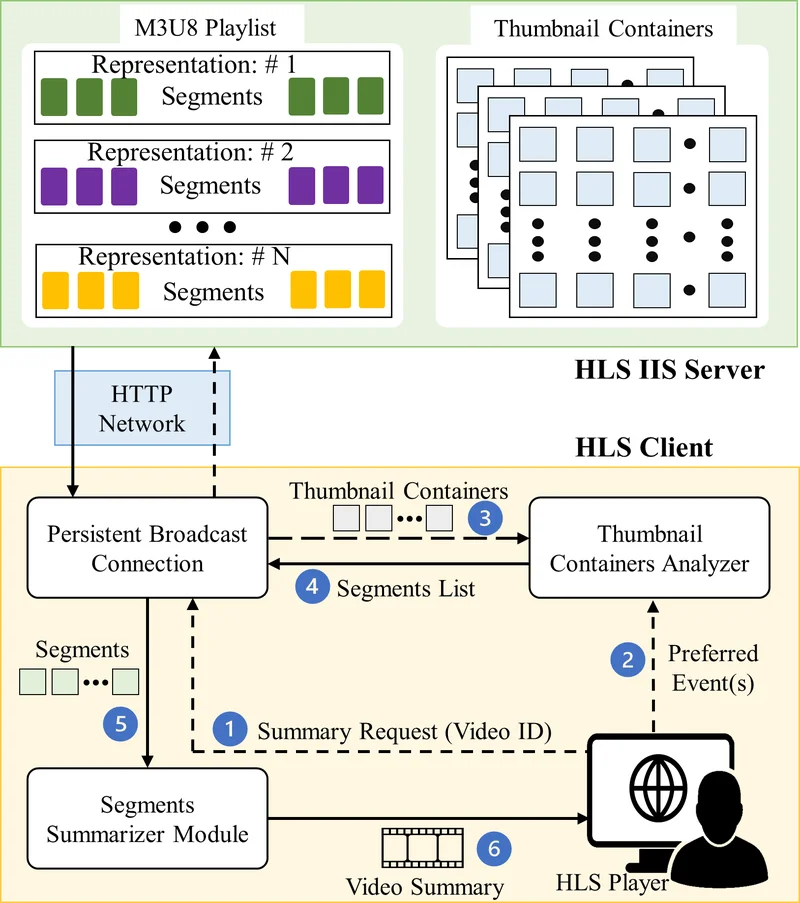 M3U8 Playlist
Representation: # 1
Segments
Representation: # 2
Segments
Representation: # N
Segments
Thumbnail Containers
HLS IIS Server
HTTP
Network
HLS Client
Persistent Broadcast
Connection
Thumbnail Containers
3
4
Segments List
Thumbnail
Containers Analyzer
Segments
5
2
Preferred
Event(s)
1
Summary Request (Video ID)
Segments
Summarizer Module
6
Video Summary
HLS Player